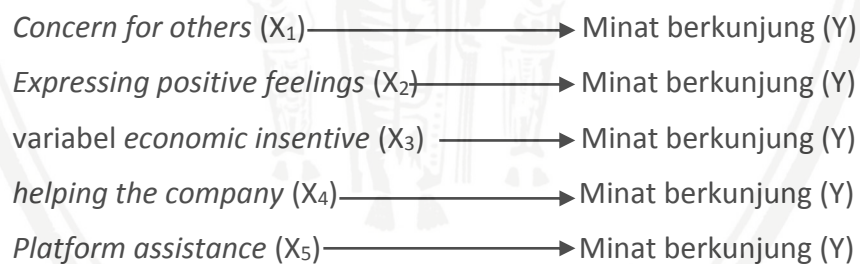 Concern for others (X₁) → Minat berkunjung (Y)
Expressing positive feelings (X₂) → Minat berkunjung (Y)
variabel economic insentive (X₃) → Minat berkunjung (Y)
helping the company (X₄) → Minat berkunjung (Y)
Platform assistance (X₅) → Minat berkunjung (Y)